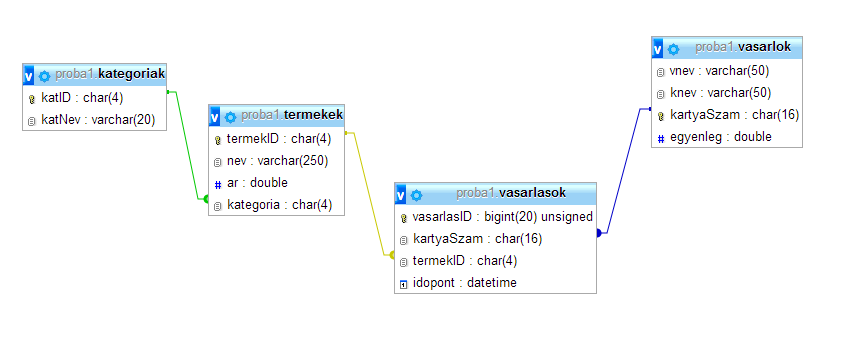 v proba1.kategoriak
katID : char(4)
katNev : varchar(20)
v proba1.termekek
termekID : char(4)
nev : varchar(250)
# ar : double
kategoria : char(4)
v proba1.vasarlasok
vasarlasID : bigint(20) unsigned
kartyaSzam : char(16)
termekID : char(4)
idopont : datetime
v proba1.vasarlok
vnev : varchar(50)
knev : varchar(50)
kartyaSzam : char(16)
# egyenleg : double